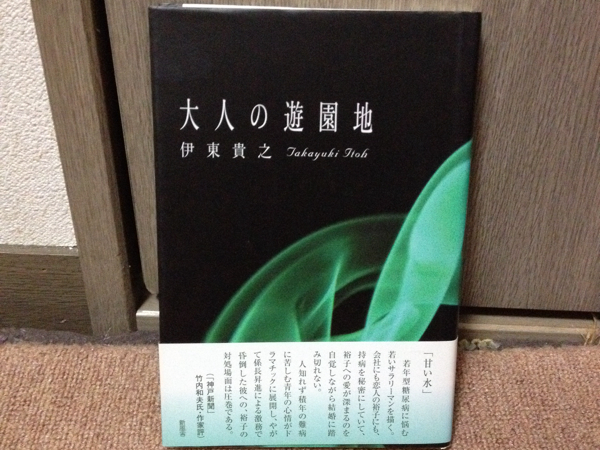 大人の遊園地
伊東貴之 Takayuki Itoh
「甘い水」
若年型糖尿病に悩む
若いサラリーマンを描く。
会社にも恋人の裕子にも、
持病を秘密にしていて、
裕子への愛が深まるのを
自覚しながら結婚に踏
み切れない。
人知れず積年の難病
に苦しむ青年の心情がド
ラマチックに展開し、やが
て係長昇進による激務で
昏倒した彼への、裕子の
対処場面は圧巻である。
「『神戸新聞』
竹内和夫氏・作家評」